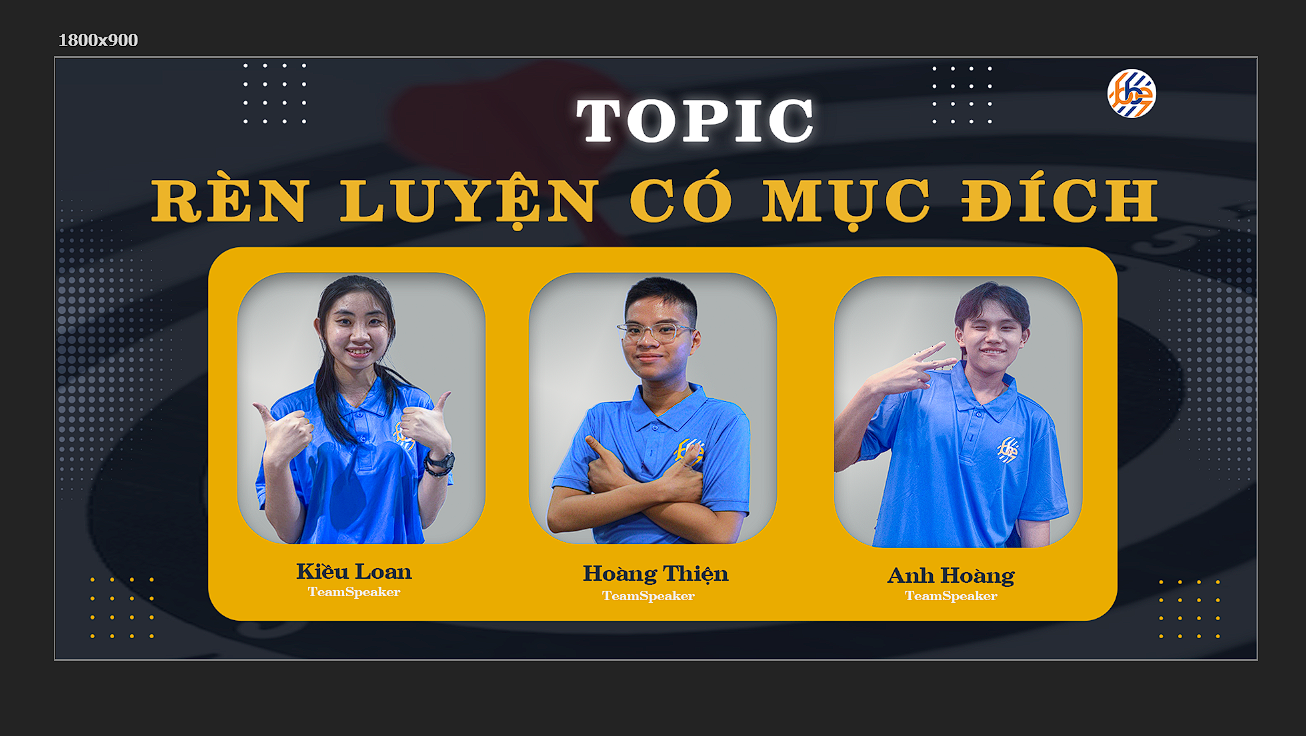 1800x900
TOPIC
RÈN LUYỆN CÓ MỤC ĐÍCH
Kiều Loan
TeamSpeaker
Hoàng Thiện
TeamSpeaker
Anh Hoàng
TeamSpeaker